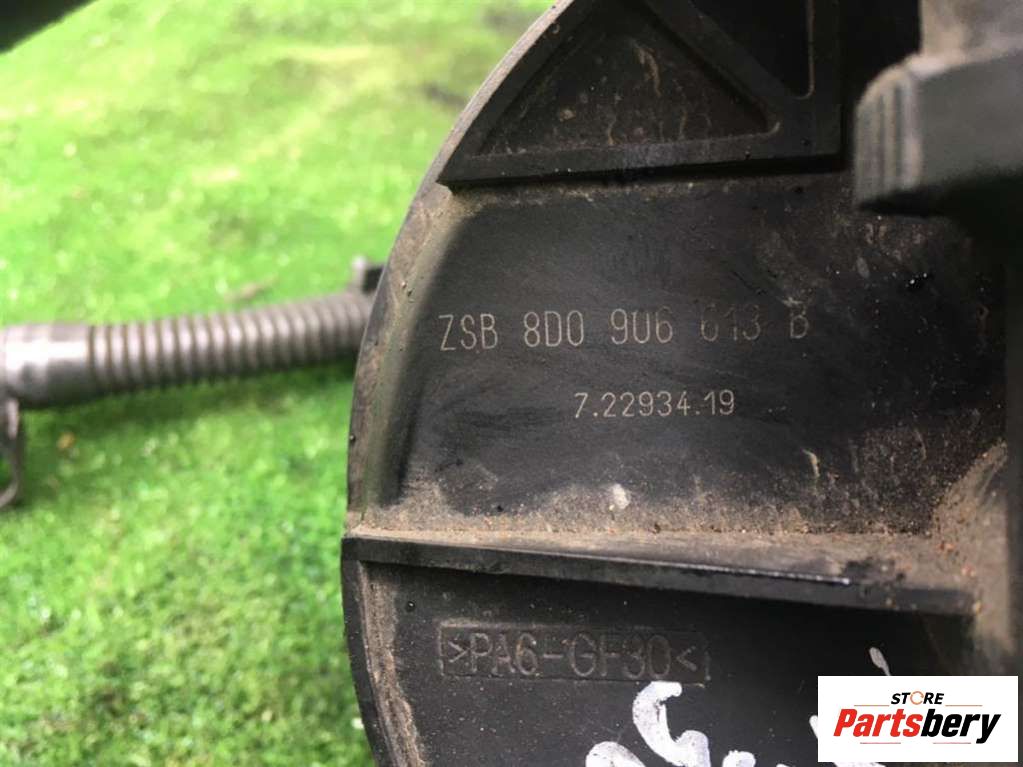 ZSB 8D0 906 613 B
7.22934.19
>PA6-GF30<
STORE
Partsbery